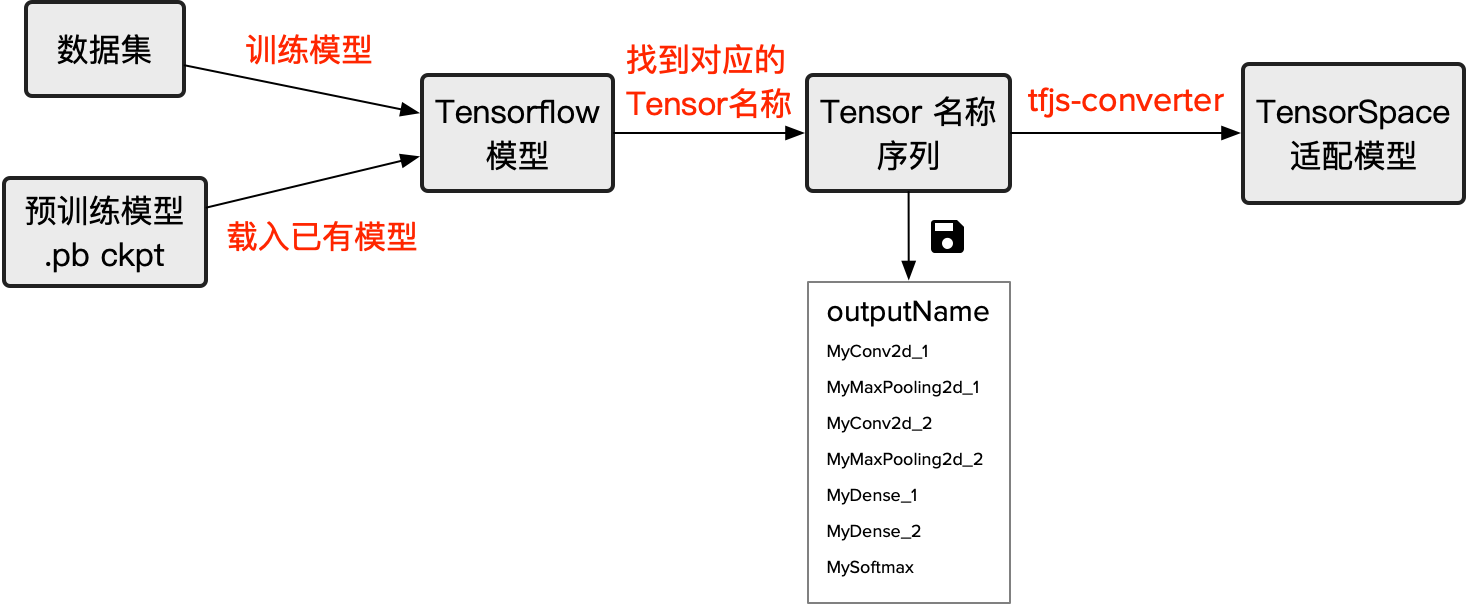 数据集
训练模型
预训练模型
.pb ckpt
载入已有模型
Tensorflow
模型
找到对应的
Tensor名称
Tensor 名称
序列
tfjs-converter
TensorSpace
适配模型
outputName
MyConv2d_1
MyMaxPooling2d_1
MyConv2d_2
MyMaxPooling2d_2
MyDense_1
MyDense_2
MySoftmax